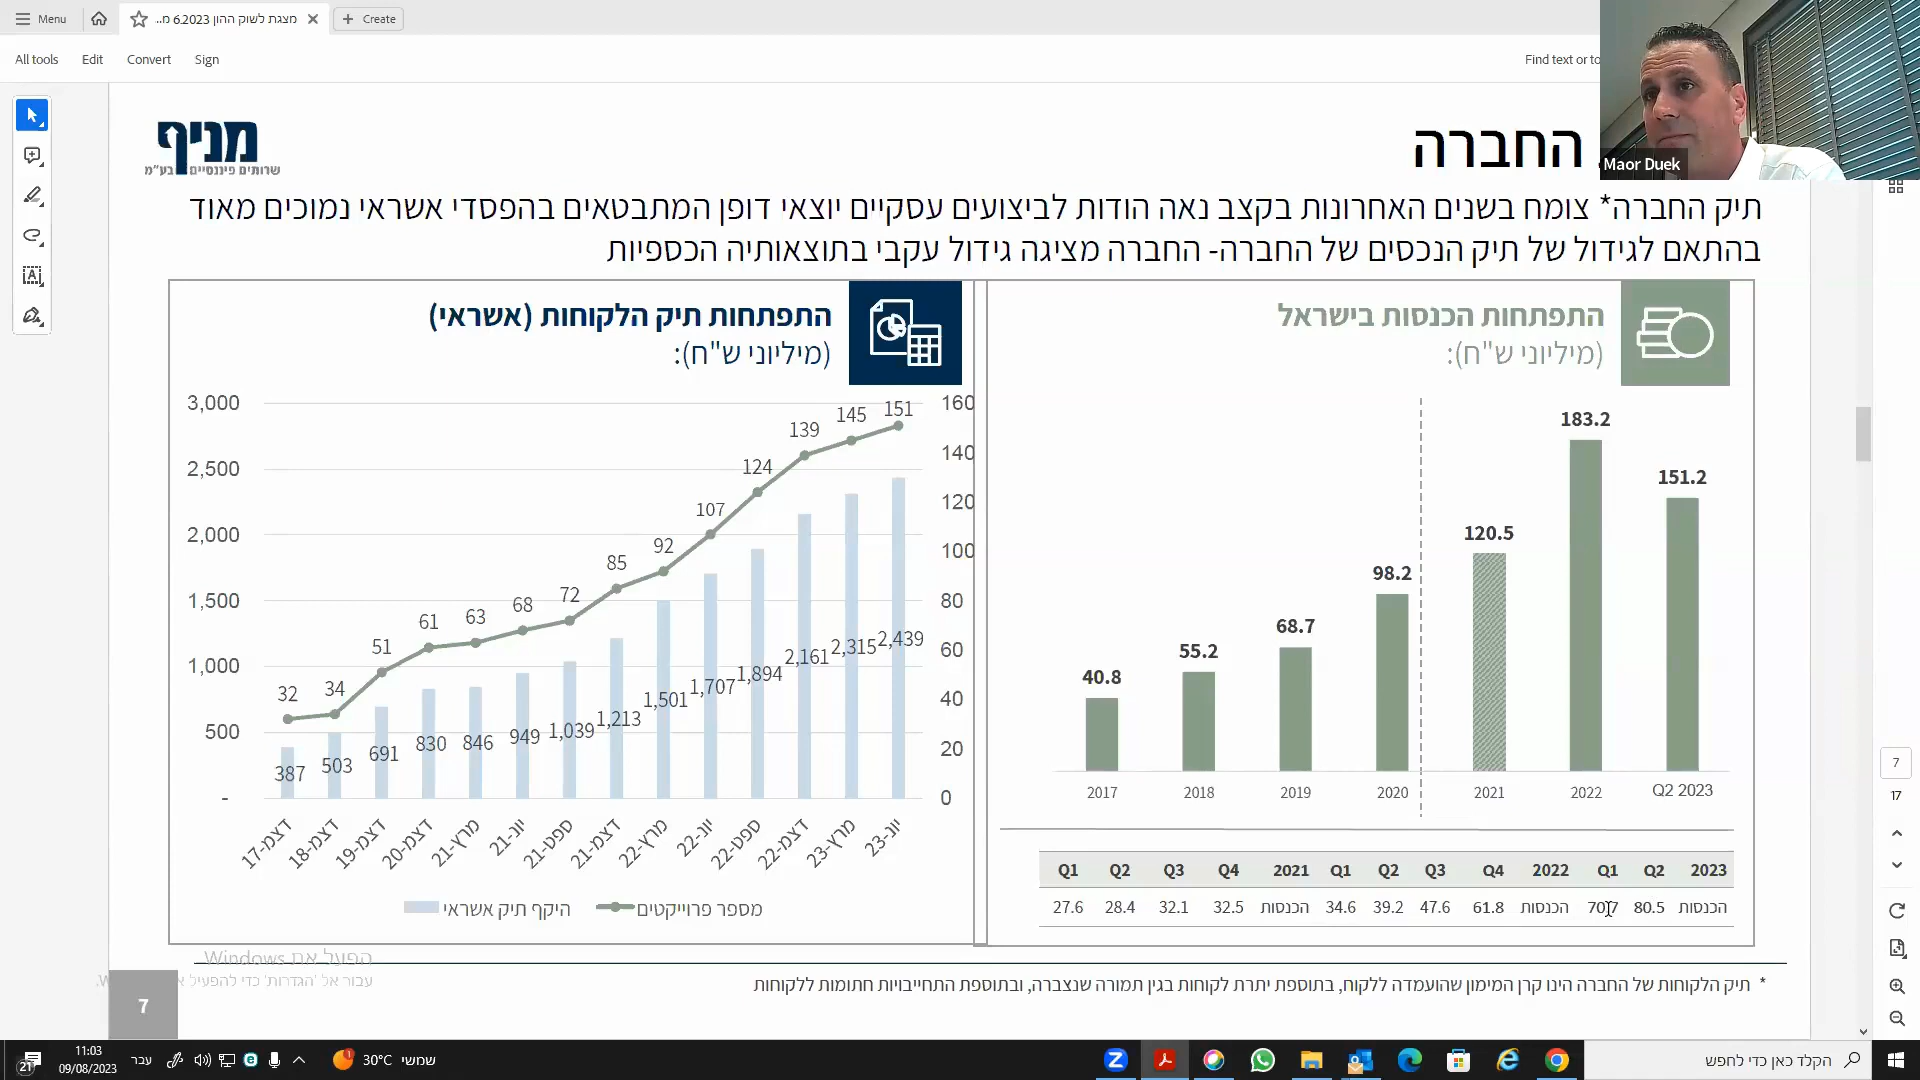 Menu
מצגת לשוק ההון 6.2023 מ...
Create
All tools
Edit
Convert
Sign
Find text or to
Maor Duek
מניף
שרותים פיננסיים בע"מ
החברה
תיק החברה* צומח בשנים האחרונות בקצב נאה הודות לביצועים עסקיים יוצאי דופן המתבטאים בהפסדי אשראי נמוכים מאוד
בהתאם לגידול של תיק הנכסים של החברה- החברה מציגה גידול עקבי בתוצאותיה הכספיות
התפתחות הכנסות בישראל
(מיליוני ש"ח):
183.2
151.2
120.5
98.2
68.7
55.2
40.8
2017 2018 2019 2020 2021 2022 Q2 2023
Q1 Q2 Q3 Q4 2021 Q1 Q2 Q3 Q4 2022 Q1 Q2 2023
27.6 28.4 32.1 32.5 הכנסות 34.6 39.2 47.6 61.8 הכנסות 70.7 80.5 הכנסות
התפתחות תיק הלקוחות (אשראי)
(מיליוני ש"ח):
3,000
2,500
2,000
1,500
1,000
500
-
160
140
120
100
80
60
40
20
0
32 34 51 61 63 68 72 85 92 107 124 139 145 151
387 503 691 830 846 949 1,039 1,213 1,501 1,707 1,894 2,161 2,315 2,439
דצמ-17 דצמ-18 דצמ-19 דצמ-20 מרץ-21 יונ-21 ספט-21 דצמ-21 מרץ-22 יונ-22 ספט-22 דצמ-22 מרץ-23 יונ-23
היקף תיק אשראי
מספר פרוייקטים
הפעל את Windows
עבור אל 'הגדרות' כדי להפעיל
* תיק הלקוחות של החברה הינו קרן המימון שהועמדה ללקוח, בתוספת יתרת לקוחות בגין תמורה שנצברה, ובתוספת התחייבויות חתומות ללקוחות
7
7
17
11:03
09/08/2023
21
עבר
30°C שמשי
הקלד כאן כדי לחפש